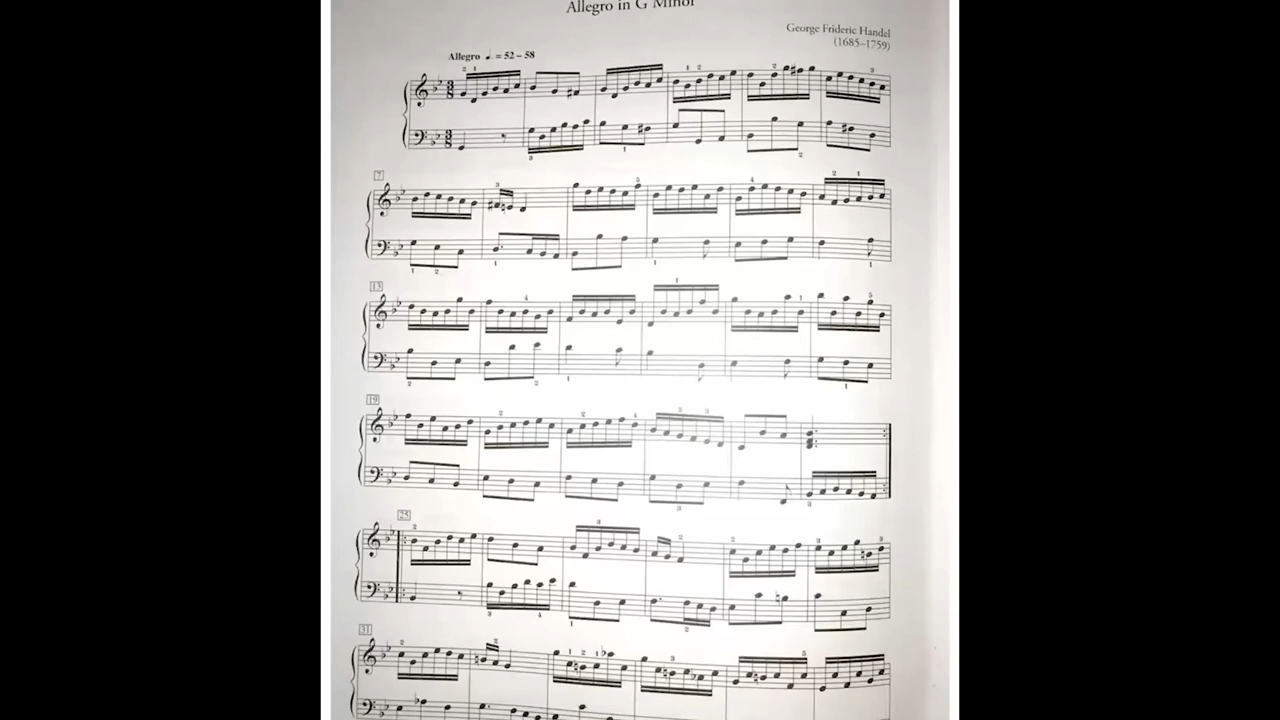 Allegro in G Minor
George Frideric Handel
(1685–1759)
Allegro ♩. = 52 – 58
7
13
19
25
31